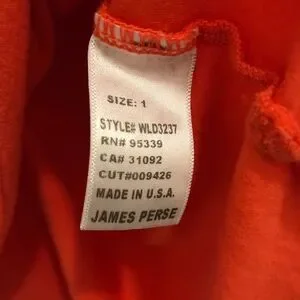 SIZE: 1
STYLE# WLD3237
RN# 95339
CA# 31092
CUT#009426
MADE IN U.S.A.
JAMES PERSE